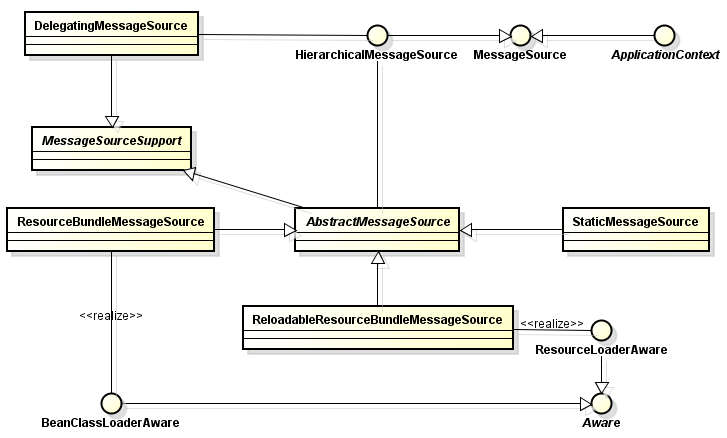 DelegatingMessageSource
HierarchicalMessageSource
MessageSource
ApplicationContext
MessageSourceSupport
ResourceBundleMessageSource
AbstractMessageSource
StaticMessageSource
<<realize>>
ReloadableResourceBundleMessageSource
<<realize>>
ResourceLoaderAware
BeanClassLoaderAware
Aware